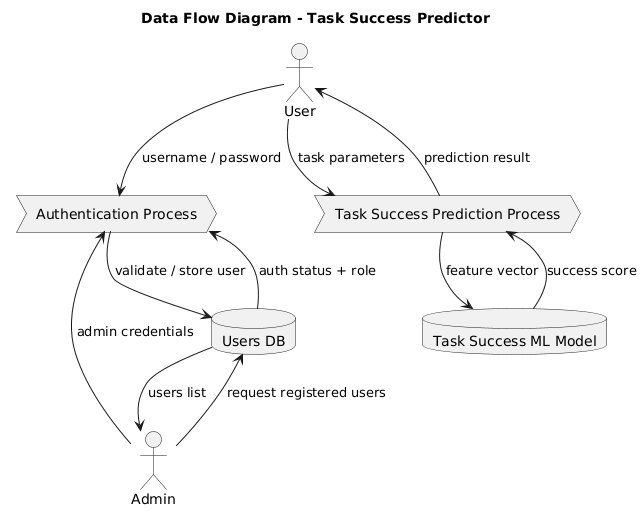 Data Flow Diagram - Task Success Predictor
User
username / password
task parameters
prediction result
Authentication Process
Task Success Prediction Process
validate / store user
auth status + role
feature vector
success score
admin credentials
Users DB
Task Success ML Model
users list
request registered users
Admin